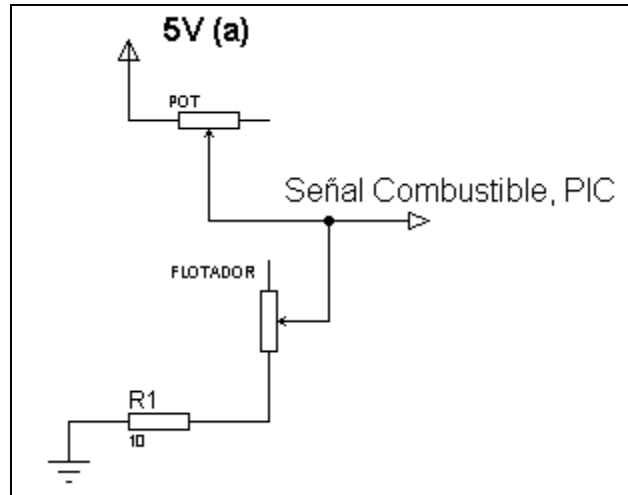 5V (a)
POT
Señal Combustible, PIC
FLOTADOR
R1
10